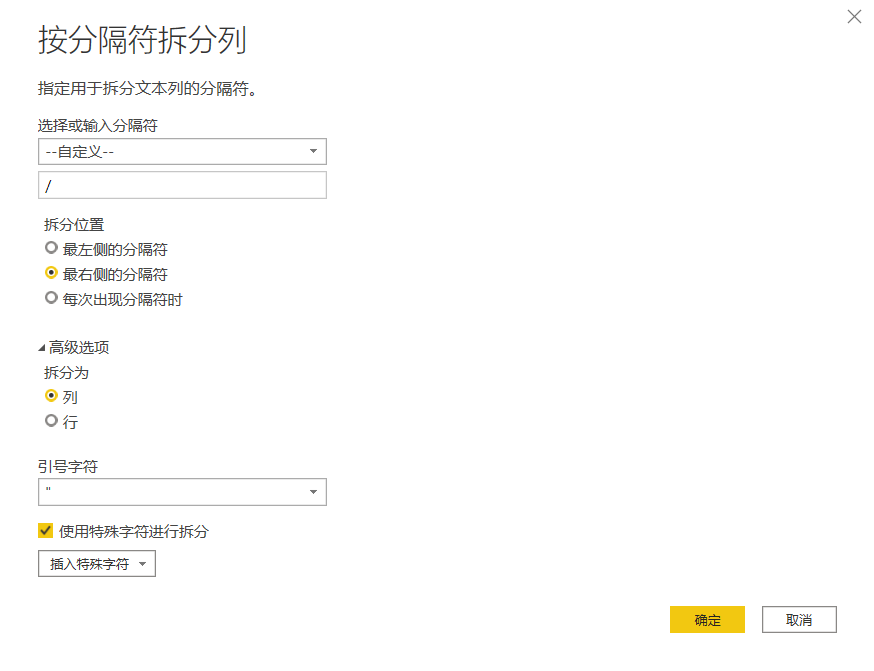 按分隔符拆分列
指定用于拆分文本列的分隔符。
选择或输入分隔符
--自定义--
/
拆分位置
最左侧的分隔符
最右侧的分隔符
每次出现分隔符时
高级选项
拆分为
列
行
引号字符
"
使用特殊字符进行拆分
插入特殊字符
确定
取消